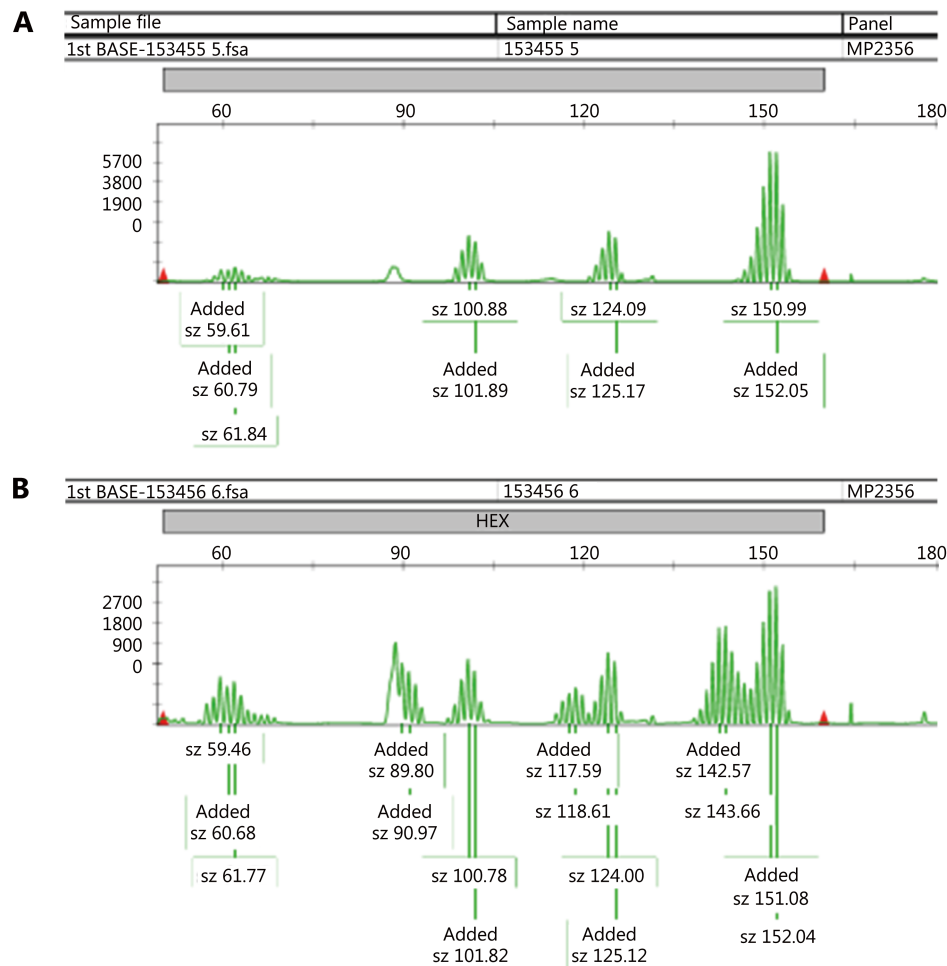 A
Sample file Sample name Panel
1st BASE-153455 5.fsa 153455 5 MP2356
60 90 120 150 180
5700
3800
1900
0
Added sz 100.88 sz 124.09 sz 150.99
sz 59.61
Added Added Added Added
sz 60.79 sz 101.89 sz 125.17 sz 152.05
sz 61.84
B
1st BASE-153456 6.fsa 153456 6 MP2356
HEX
60 90 120 150 180
2700
1800
900
0
sz 59.46 Added Added Added
sz 89.80 sz 117.59 sz 142.57
Added Added sz 118.61 sz 143.66
sz 60.68 sz 90.97
sz 61.77 sz 100.78 sz 124.00 Added
sz 151.08
Added Added sz 152.04
sz 101.82 sz 125.12